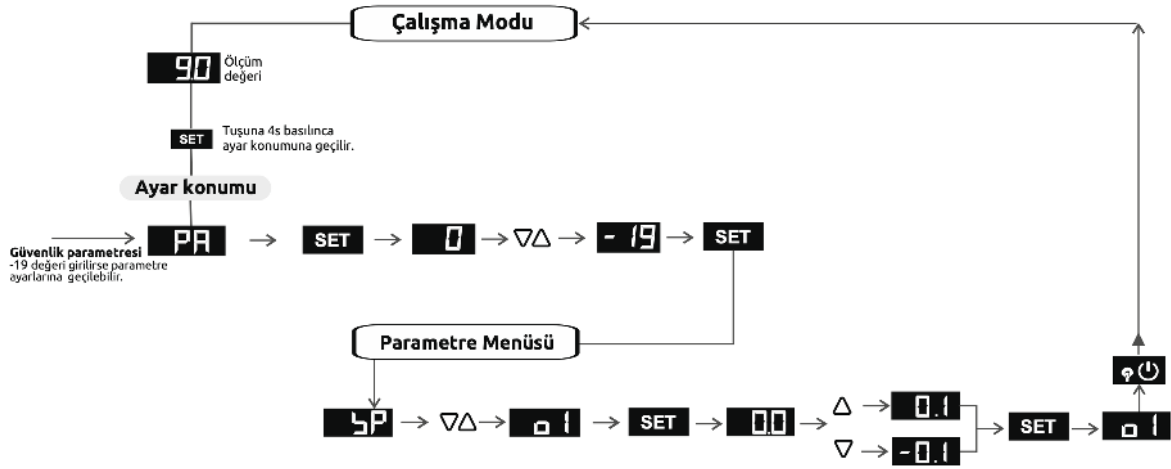 Çalışma Modu
9.0
Ölçüm
değeri
SET
Tuşuna 4s basılınca
ayar konumuna geçilir.
Ayar konumu
Güvenlik parametresi
-19 değeri girilirse parametre
ayarlarına geçilebilir.
PA
SET
0
-19
SET
Parametre Menüsü
SP
o1
SET
0.0
0.1
-0.1
SET
o1